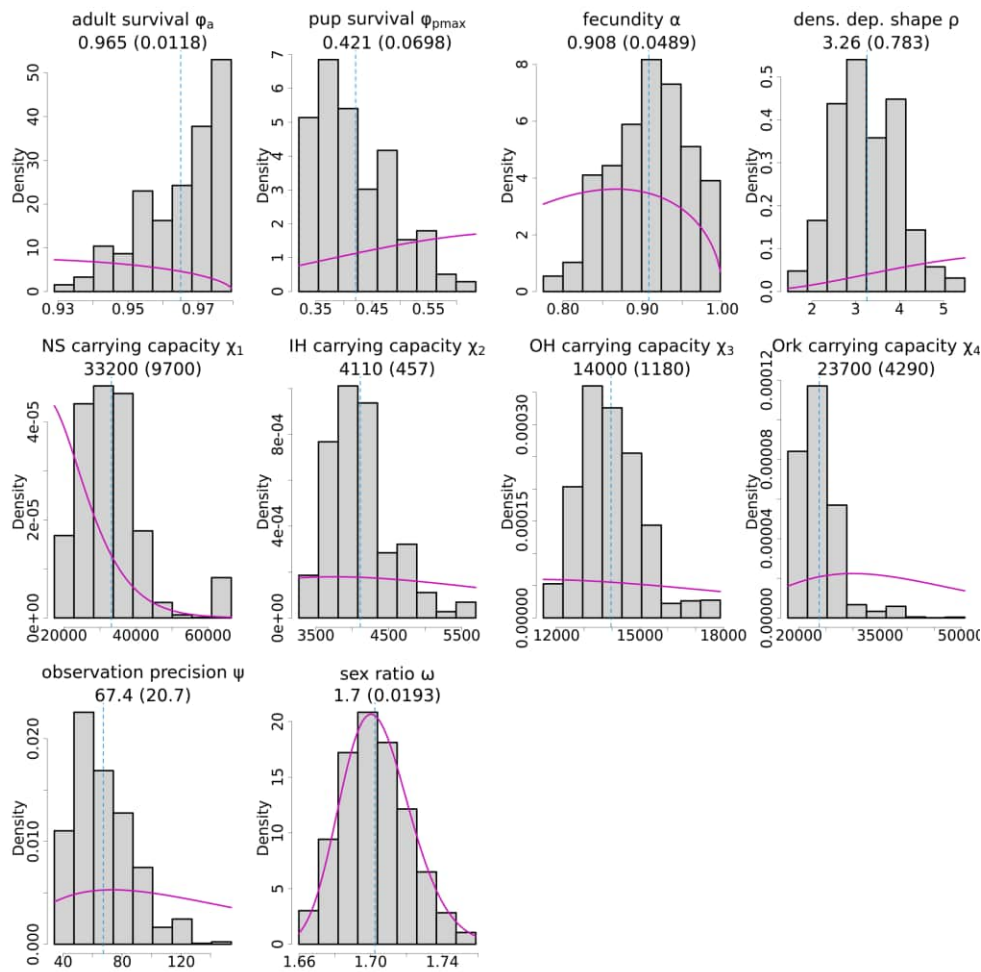 adult survival φa
0.965 (0.0118)
Density
0 10 20 30 40 50
0.93 0.95 0.97
pup survival φpmax
0.421 (0.0698)
Density
0 1 2 3 4 5 6 7
0.35 0.45 0.55
fecundity α
0.908 (0.0489)
Density
0 2 4 6 8
0.80 0.90 1.00
dens. dep. shape ρ
3.26 (0.783)
Density
0.0 0.1 0.2 0.3 0.4 0.5
2 3 4 5
NS carrying capacity χ1
33200 (9700)
Density
0e+00 2e-05 4e-05
20000 40000 60000
IH carrying capacity χ2
4110 (457)
Density
0e+00 4e-04 8e-04
3500 4500 5500
OH carrying capacity χ3
14000 (1180)
Density
0.00000 0.00015 0.00030
12000 15000 18000
Ork carrying capacity χ4
23700 (4290)
Density
0.00000 0.00004 0.00008 0.00012
20000 35000 50000
observation precision ψ
67.4 (20.7)
Density
0.000 0.010 0.020
40 80 120
sex ratio ω
1.7 (0.0193)
Density
0 5 10 15 20
1.66 1.70 1.74